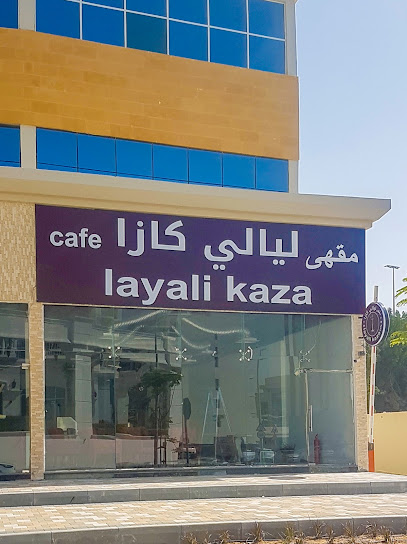 مقهى ليالي كازا cafe
layali kaza